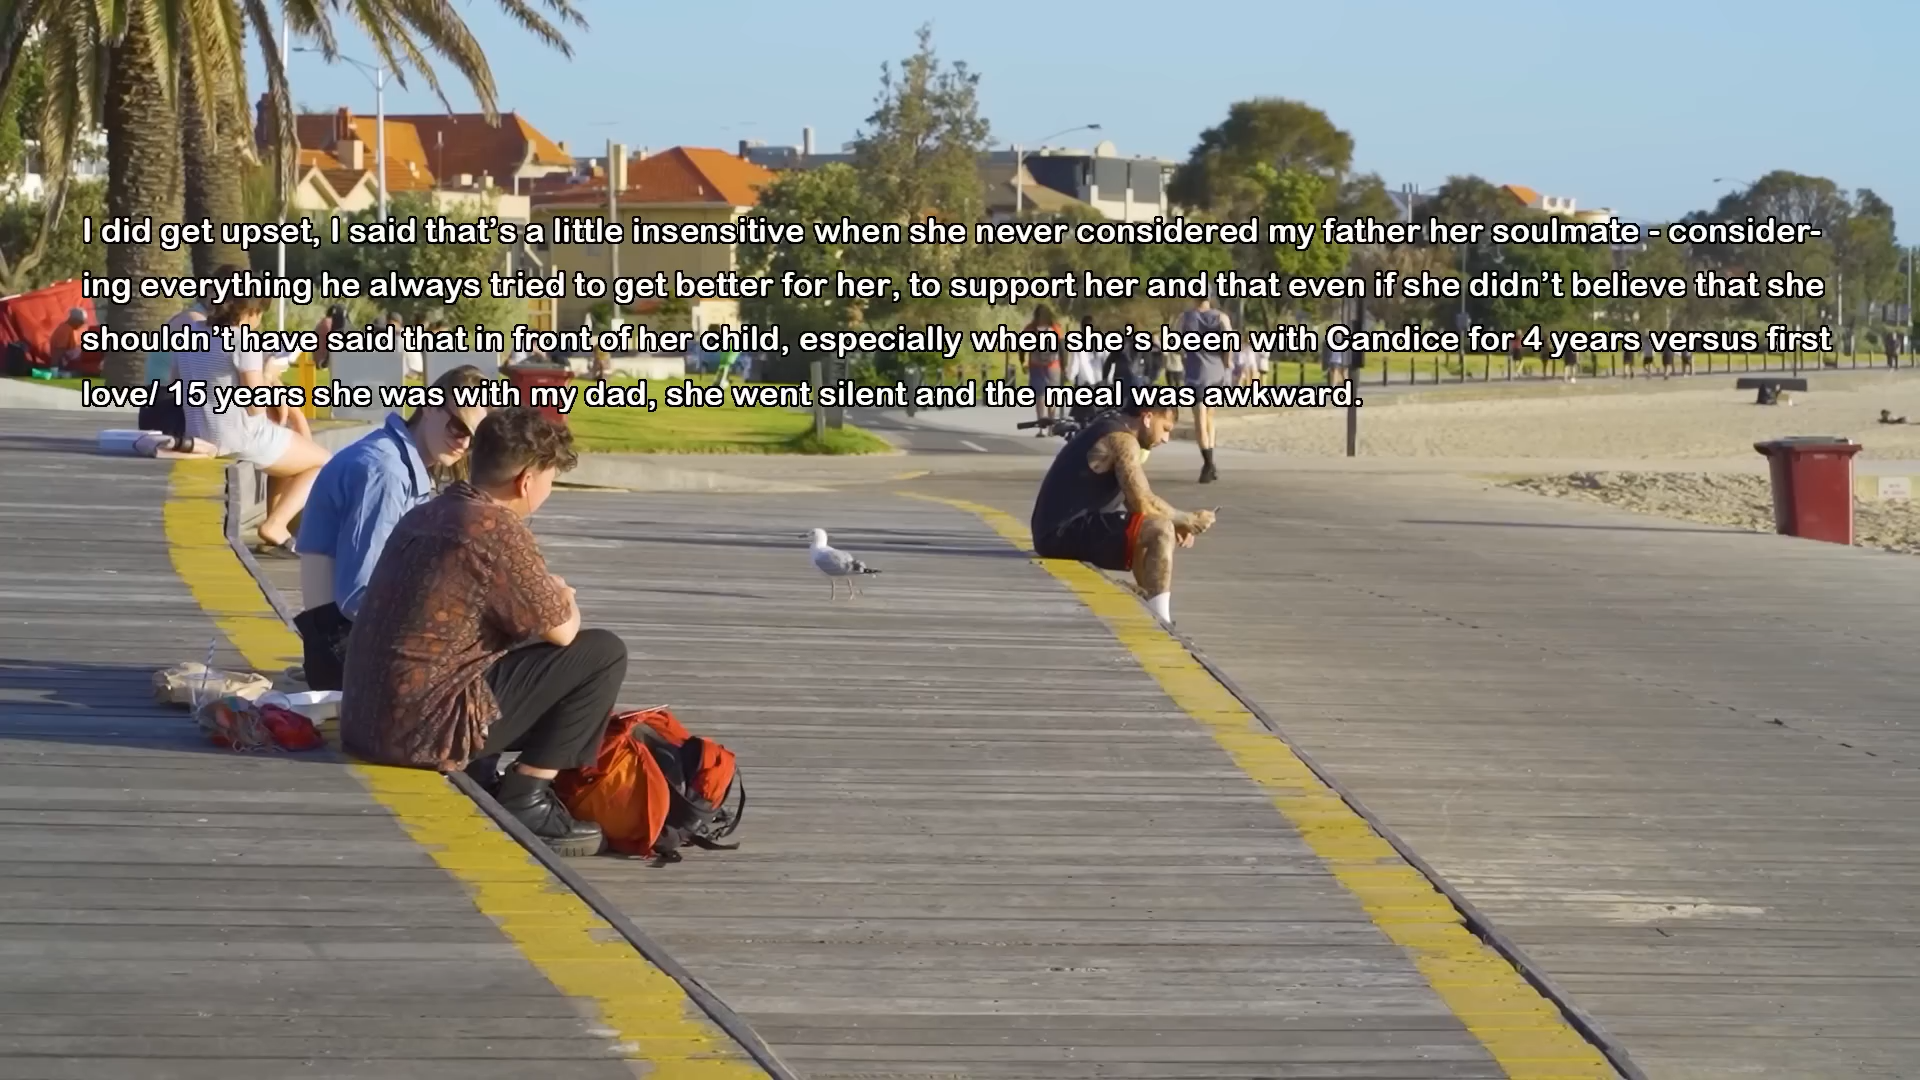 I did get upset, I said that’s a little insensitive when she never considered my father her soulmate - consider-
ing everything he always tried to get better for her, to support her and that even if she didn’t believe that she
shouldn’t have said that in front of her child, especially when she’s been with Candice for 4 years versus first
love/ 15 years she was with my dad, she went silent and the meal was awkward.